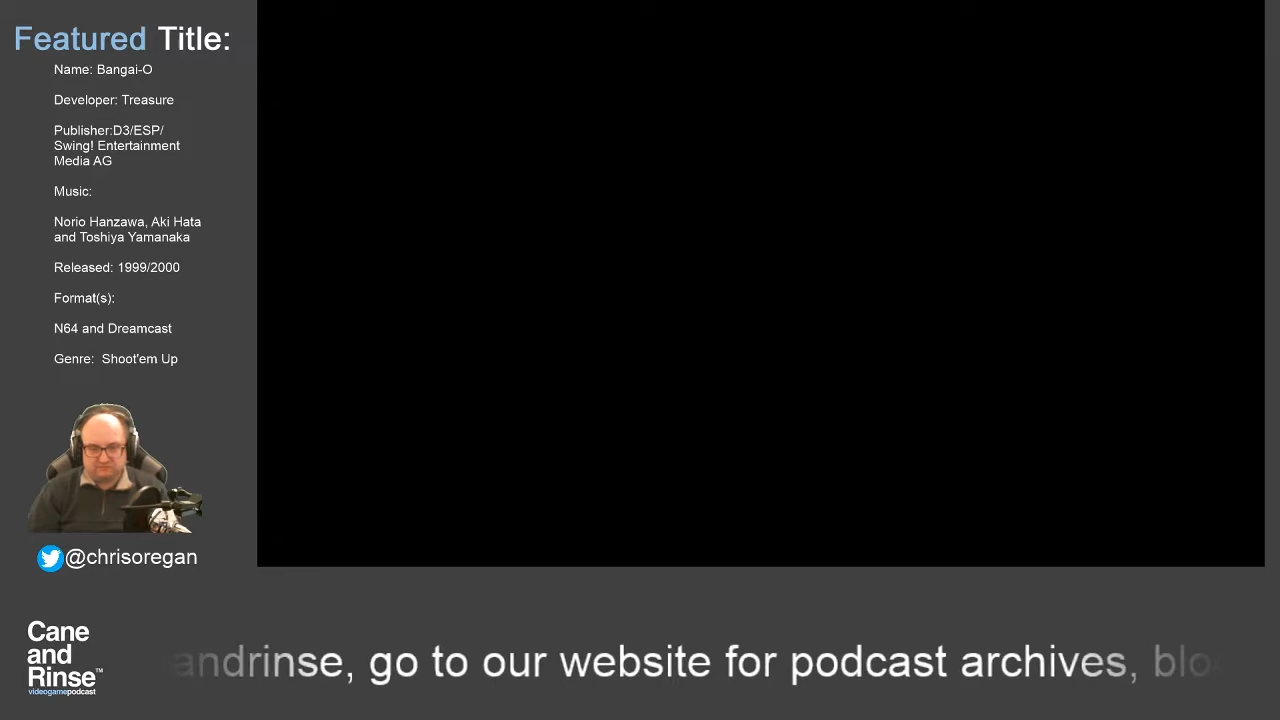 Featured Title:
Name: Bangai-O
Developer: Treasure
Publisher:D3/ESP/
Swing! Entertainment
Media AG
Music:
Norio Hanzawa, Aki Hata
and Toshiya Yamanaka
Released: 1999/2000
Format(s):
N64 and Dreamcast
Genre:  Shoot'em Up
@chrisoregan
Cane
and
Rinse™
videogamepodcast
andrinse, go to our website for podcast archives, blo